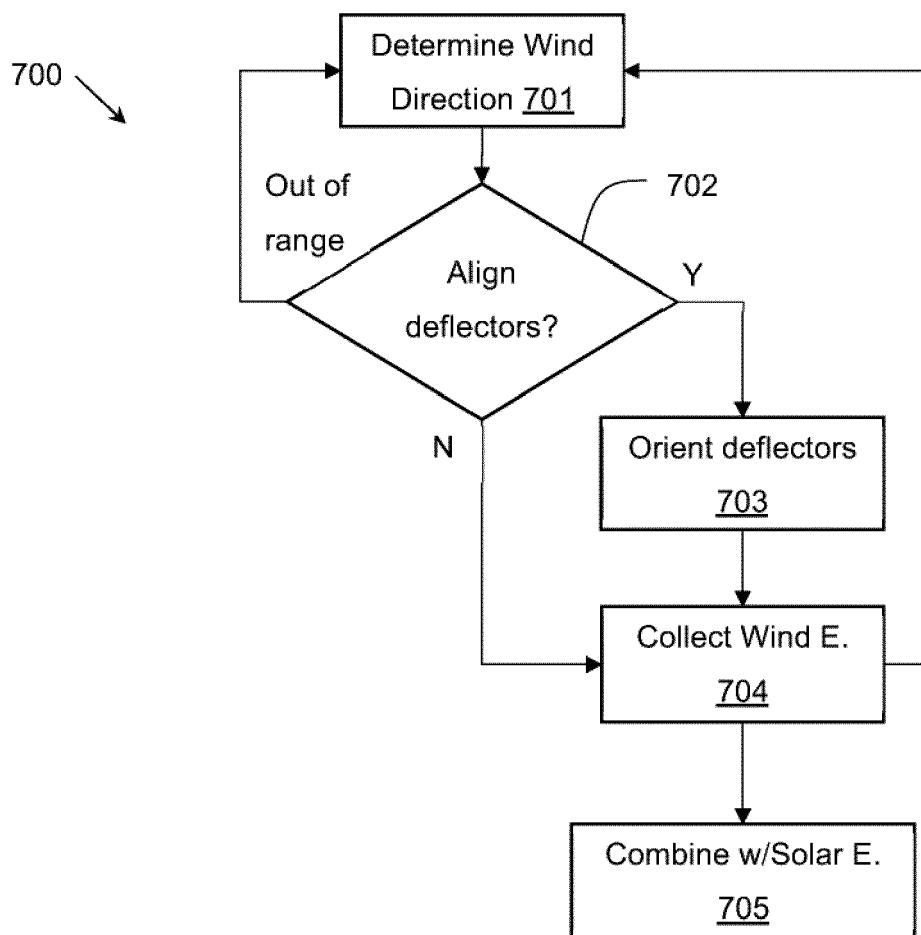 700
Determine Wind
Direction 701
Out of
range
702
Align
deflectors?
Y
N
Orient deflectors
703
Collect Wind E.
704
Combine w/Solar E.
705